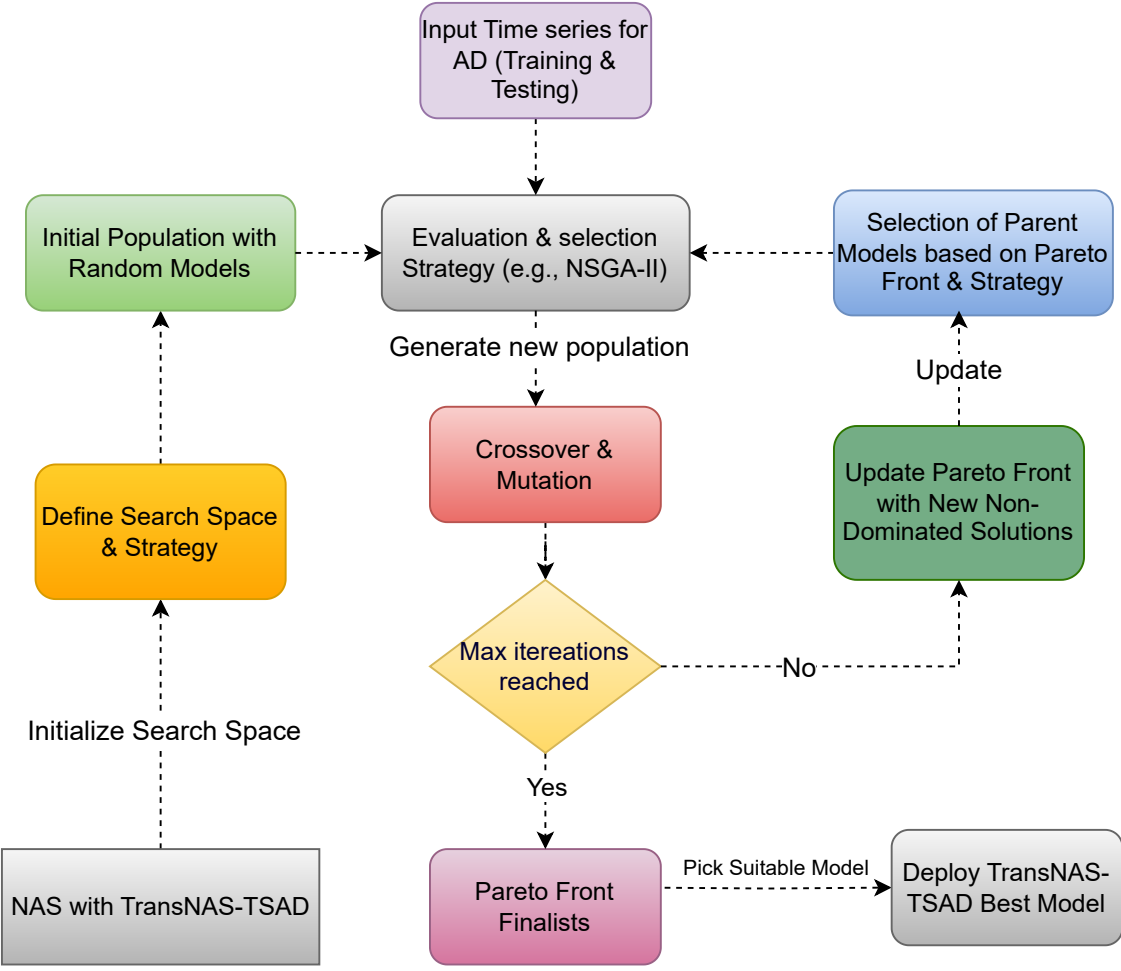 Input Time series for
AD (Training &
Testing)
Initial Population with
Random Models
Evaluation & selection
Strategy (e.g., NSGA-II)
Selection of Parent
Models based on Pareto
Front & Strategy
Generate new population
Update
Crossover &
Mutation
Define Search Space
& Strategy
Update Pareto Front
with New Non-
Dominated Solutions
Max itereations
reached
No
Initialize Search Space
Yes
NAS with TransNAS-TSAD
Pareto Front
Finalists
Pick Suitable Model
Deploy TransNAS-
TSAD Best Model